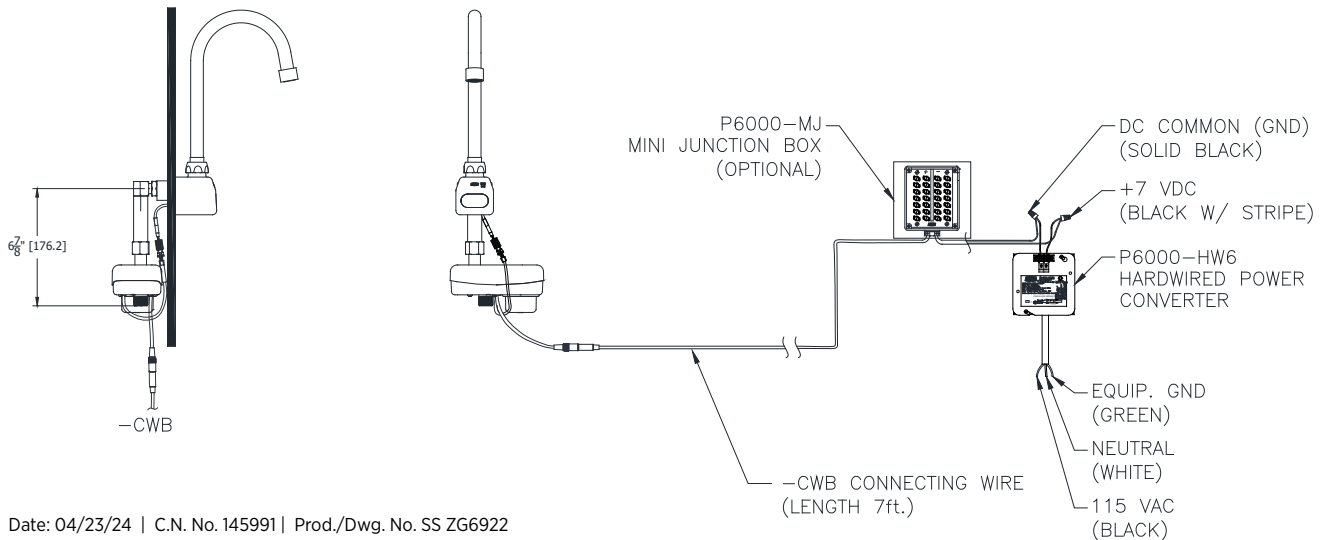 6⅞" [176.2]
-CWB
P6000-MJ
MINI JUNCTION BOX
(OPTIONAL)
DC COMMON (GND)
(SOLID BLACK)
+7 VDC
(BLACK W/ STRIPE)
P6000-HW6
HARDWIRED POWER
CONVERTER
EQUIP. GND
(GREEN)
NEUTRAL
(WHITE)
115 VAC
(BLACK)
-CWB CONNECTING WIRE
(LENGTH 7ft.)
Date: 04/23/24 | C.N. No. 145991 | Prod./Dwg. No. SS ZG6922